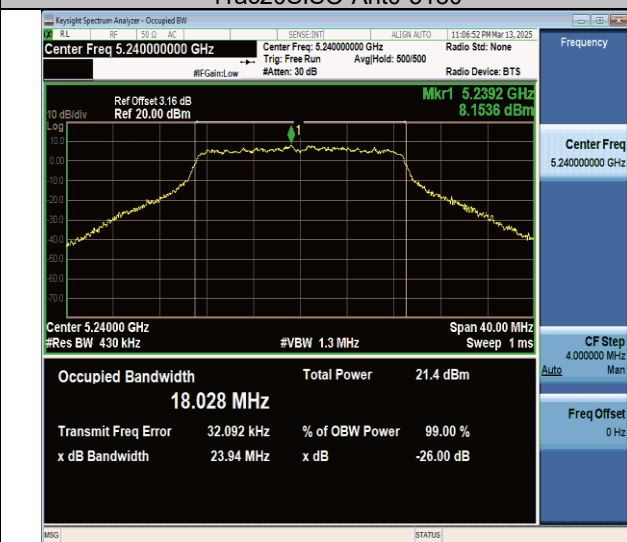 Keysight Spectrum Analyzer - Occupied BW
RL RF 50 Ω AC SENSE:INT ALIGN AUTO 11:06:52 PM Mar 13, 2025
Center Freq 5.240000000 GHz Center Freq: 5.240000000 GHz Radio Std: None
Trig: Free Run Avg|Hold: 500/500
#IFGain:Low #Atten: 30 dB Radio Device: BTS
Frequency
Mkr1 5.2392 GHz
8.1536 dBm
Ref Offset 3.16 dB
10 dB/div Ref 20.00 dBm
Log
1
10.0
0.00
-10.0
-20.0
-30.0
-40.0
-50.0
-60.0
-70.0
Center 5.24000 GHz Span 40.00 MHz
#Res BW 430 kHz #VBW 1.3 MHz Sweep 1 ms
Occupied Bandwidth Total Power 21.4 dBm
18.028 MHz
Transmit Freq Error 32.092 kHz % of OBW Power 99.00 %
x dB Bandwidth 23.94 MHz x dB -26.00 dB
Center Freq
5.240000000 GHz
CF Step
4.000000 MHz
Auto Man
Freq Offset
0 Hz
MSG STATUS